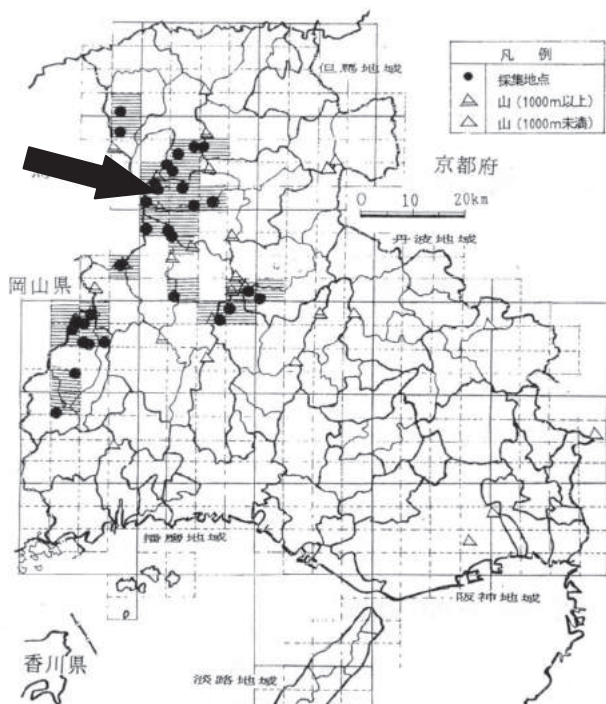 但馬地域
凡 例
採集地点
山 (1000m以上)
山 (1000m未満)
京都府
0 10 20km
丹波地域
岡山県
播磨地域
阪神地域
香川県
淡路地域